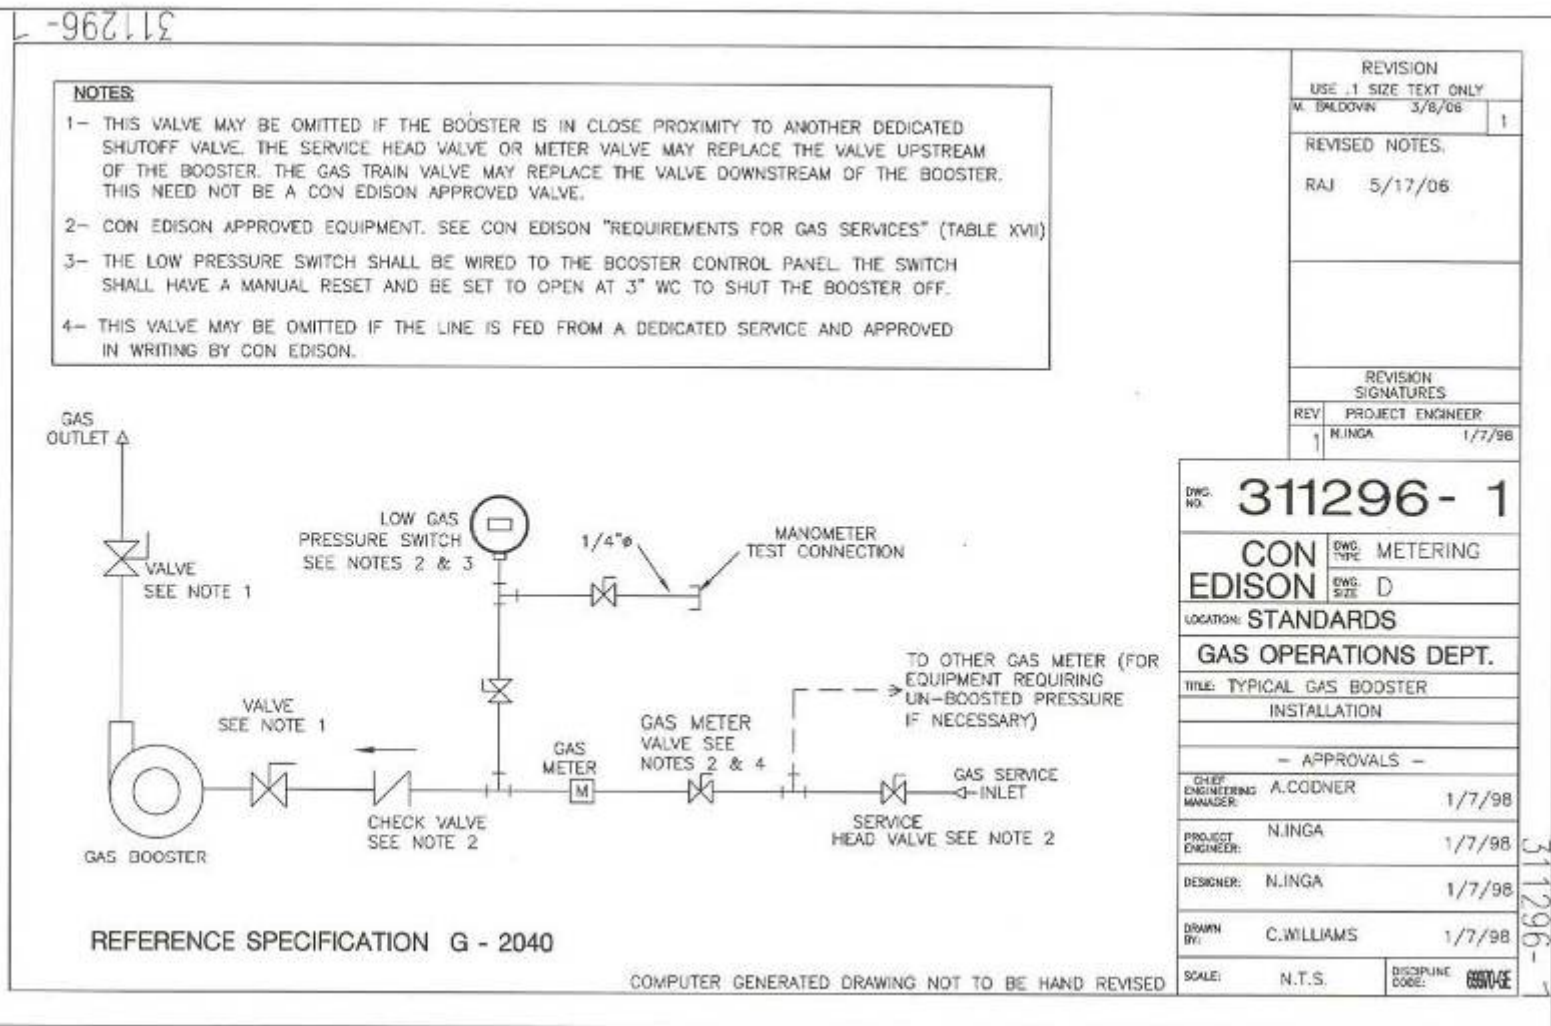 311296-1
NOTES:
1- THIS VALVE MAY BE OMITTED IF THE BOOSTER IS IN CLOSE PROXIMITY TO ANOTHER DEDICATED
SHUTOFF VALVE. THE SERVICE HEAD VALVE OR METER VALVE MAY REPLACE THE VALVE UPSTREAM
OF THE BOOSTER. THE GAS TRAIN VALVE MAY REPLACE THE VALVE DOWNSTREAM OF THE BOOSTER.
THIS NEED NOT BE A CON EDISON APPROVED VALVE.
2- CON EDISON APPROVED EQUIPMENT. SEE CON EDISON "REQUIREMENTS FOR GAS SERVICES" (TABLE XVII)
3- THE LOW PRESSURE SWITCH SHALL BE WIRED TO THE BOOSTER CONTROL PANEL. THE SWITCH
SHALL HAVE A MANUAL RESET AND BE SET TO OPEN AT 3" WC TO SHUT THE BOOSTER OFF.
4- THIS VALVE MAY BE OMITTED IF THE LINE IS FED FROM A DEDICATED SERVICE AND APPROVED
IN WRITING BY CON EDISON.
GAS
OUTLET
VALVE
SEE NOTE 1
LOW GAS
PRESSURE SWITCH
SEE NOTES 2 & 3
1/4"ø
MANOMETER
TEST CONNECTION
TO OTHER GAS METER (FOR
EQUIPMENT REQUIRING
UN-BOOSTED PRESSURE
IF NECESSARY)
VALVE
SEE NOTE 1
GAS
METER
M
GAS METER
VALVE SEE
NOTES 2 & 4
GAS SERVICE
INLET
CHECK VALVE
SEE NOTE 2
SERVICE
HEAD VALVE SEE NOTE 2
GAS BOOSTER
REFERENCE SPECIFICATION G - 2040
COMPUTER GENERATED DRAWING NOT TO BE HAND REVISED
REVISION
USE .1 SIZE TEXT ONLY
M. BALDOVIN 3/8/06 1
REVISED NOTES.
RAJ 5/17/06
REVISION
SIGNATURES
REV PROJECT ENGINEER
1 N.INGA 1/7/98
DWG. NO. 311296- 1
CON EDISON
DWG. TYPE: METERING
DWG. SIZE: D
LOCATION: STANDARDS
GAS OPERATIONS DEPT.
TITLE: TYPICAL GAS BOOSTER
INSTALLATION
- APPROVALS -
CHIEF ENGINEERING MANAGER: A.CODNER 1/7/98
PROJECT ENGINEER: N.INGA 1/7/98
DESIGNER: N.INGA 1/7/98
DRAWN BY: C.WILLIAMS 1/7/98
SCALE: N.T.S. DISCIPLINE CODE:
311296-1